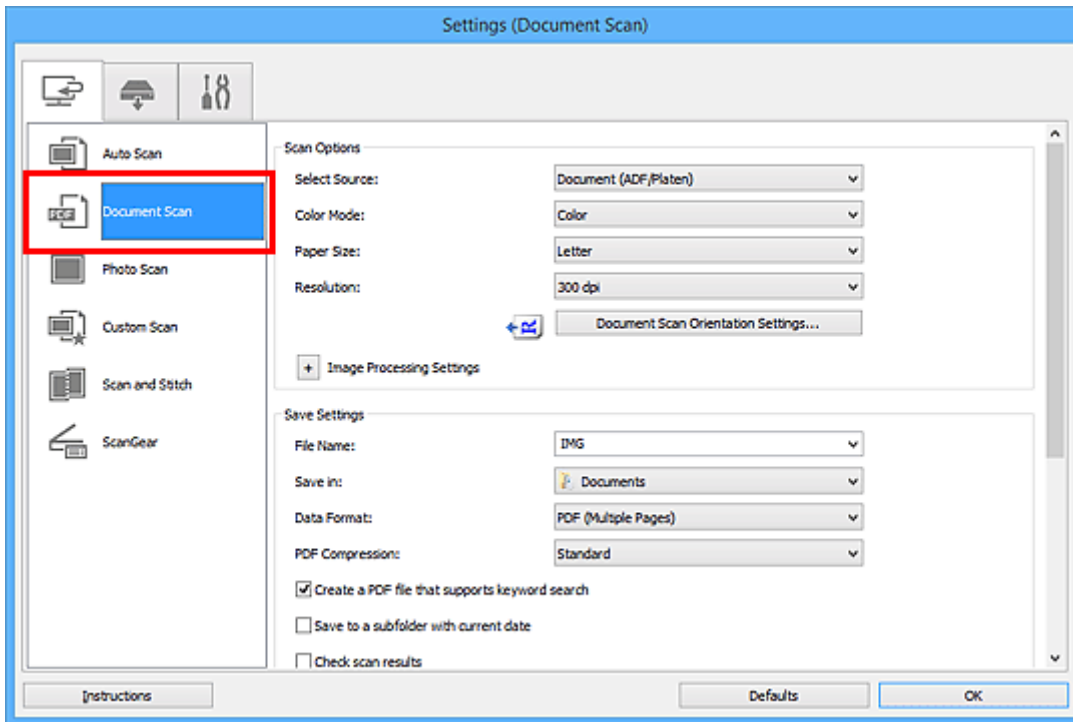 Settings (Document Scan)
Auto Scan
PDF Document Scan
Photo Scan
Custom Scan
Scan and Stitch
ScanGear
Scan Options
Select Source: Document (ADF/Platen)
Color Mode: Color
Paper Size: Letter
Resolution: 300 dpi
R Document Scan Orientation Settings...
+ Image Processing Settings
Save Settings
File Name: IMG
Save in: Documents
Data Format: PDF (Multiple Pages)
PDF Compression: Standard
Create a PDF file that supports keyword search
Save to a subfolder with current date
Check scan results
Instructions Defaults OK